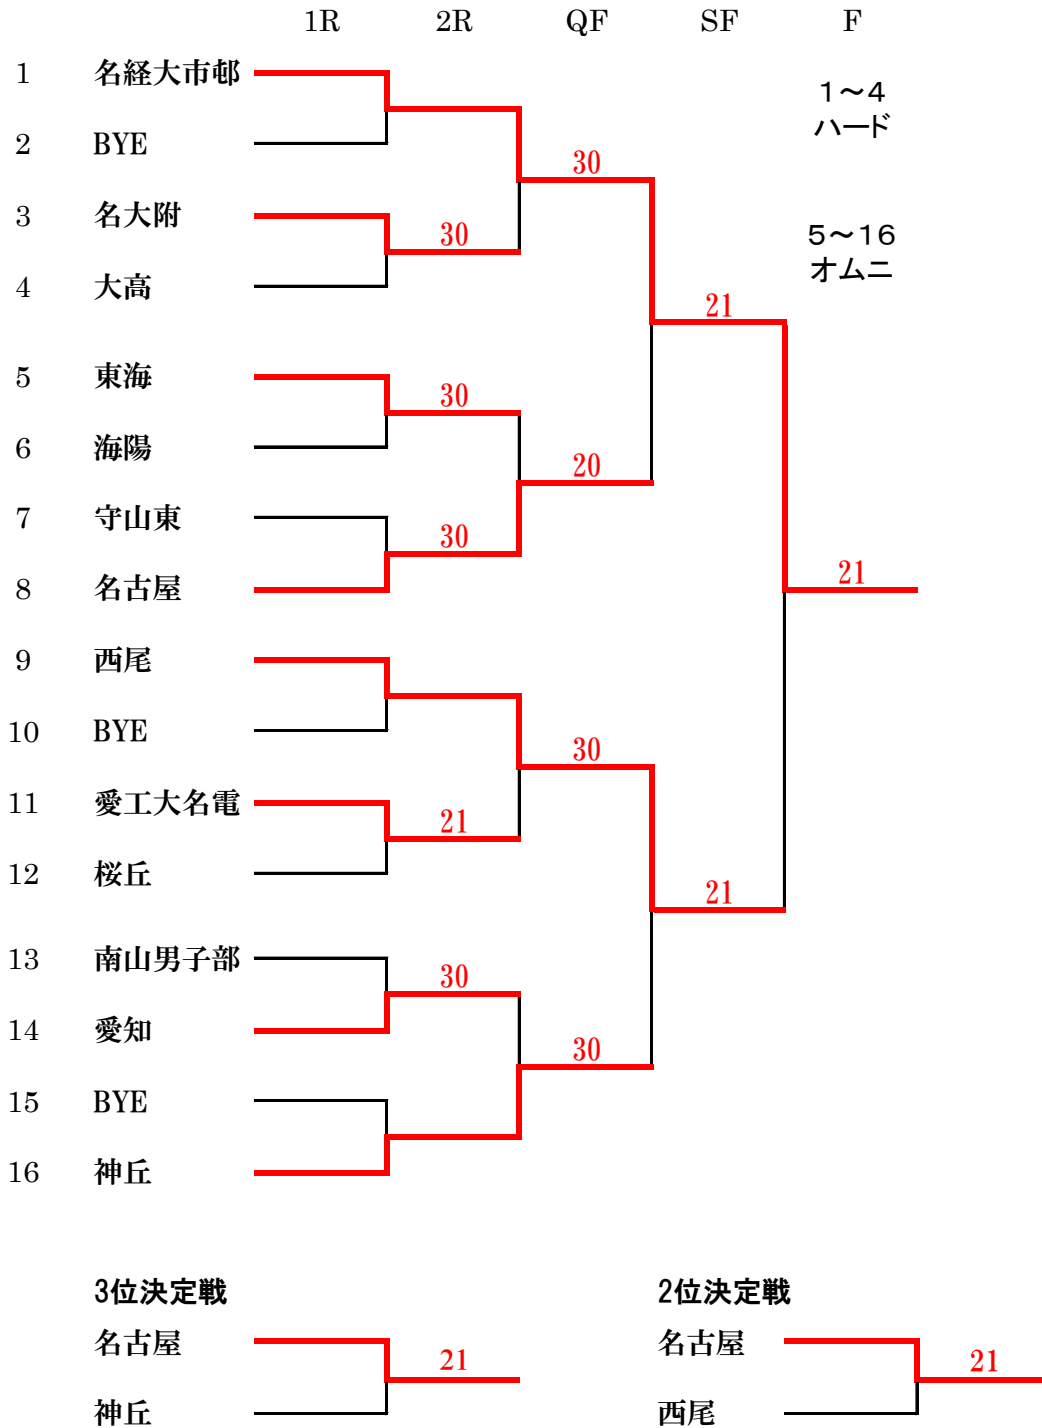 1R 2R QF SF F
1 名経大市邨
1～4
ハード
2 BYE
30
3 名大附
30
5～16
オムニ
4 大高
21
5 東海
30
6 海陽
20
7 守山東
30
8 名古屋
21
9 西尾
10 BYE
30
11 愛工大名電
21
12 桜丘
21
13 南山男子部
30
14 愛知
30
15 BYE
16 神丘
3位決定戦 2位決定戦
名古屋 名古屋
21 21
神丘 西尾